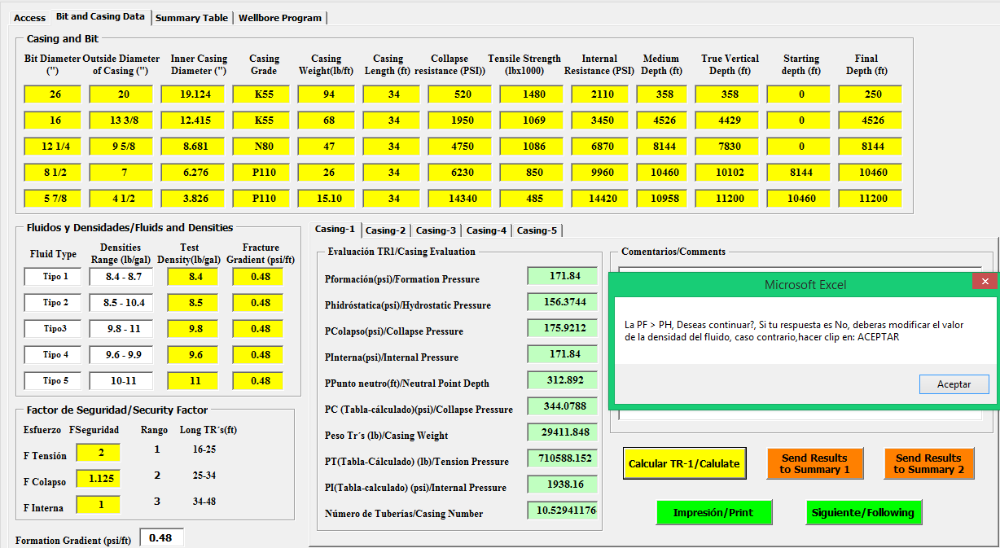 Access Bit and Casing Data Summary Table Wellbore Program
Casing and Bit
Bit Diameter Outside Diameter Inner Casing Casing Casing Casing Collapse Tensile Strength Internal Medium True Vertical Starting Final
(") of Casing (") Diameter (") Grade Weight(lb/ft) Length (ft) resistance (PSI)) (lbx1000) Resistance (PSI) Depth (ft) Depth (ft) depth (ft) Depth (ft)
26 20 19.124 K55 94 34 520 1480 2110 358 358 0 250
16 13 3/8 12.415 K55 68 34 1950 1069 3450 4526 4429 0 4526
12 1/4 9 5/8 8.681 N80 47 34 4750 1086 6870 8144 7830 0 8144
8 1/2 7 6.276 P110 26 34 6230 850 9960 10460 10102 8144 10460
5 7/8 4 1/2 3.826 P110 15.10 34 14340 485 14420 10958 11200 10460 11200
Fluidos y Densidades/Fluids and Densities
Fluid Type Densities Test Fracture
Range (lb/gal) Density(lb/gal) Gradient (psi/ft)
Tipo 1 8.4 - 8.7 8.4 0.48
Tipo 2 8.5 - 10.4 8.5 0.48
Tipo3 9.8 - 11 9.8 0.48
Tipo 4 9.6 - 9.9 9.6 0.48
Tipo 5 10-11 11 0.48
Factor de Seguridad/Security Factor
Esfuerzo FSeguridad Rango Long TR´s(ft)
F Tensión 2 1 16-25
F Colapso 1.125 2 25-34
F Interna 1 3 34-48
Formation Gradient (psi/ft) 0.48
Casing-1 Casing-2 Casing-3 Casing-4 Casing-5
Evaluación TR1/Casing Evaluation
Pformación(psi)/Formation Pressure 171.84
Phidróstatica(psi)/Hydrostatic Pressure 156.3744
PColapso(psi)/Collapse Pressure 175.9212
PInterna(psi)/Internal Pressure 171.84
PPunto neutro(ft)/Neutral Point Depth 312.892
PC (Tabla-cálculado)(psi)/Collapse Pressure 344.0788
Peso Tr´s (lb)/Casing Weight 29411.848
PT(Tabla-Cálculado) (lb)/Tension Pressure 710588.152
PI(Tabla-calculado) (psi)/Internal Pressure 1938.16
Número de Tuberías/Casing Number 10.52941176
Comentarios/Comments
Microsoft Excel
La PF > PH, Deseas continuar?, Si tu respuesta es No, deberas modificar el valor
de la densidad del fluido, caso contrario,hacer clip en: ACEPTAR
Aceptar
Calcular TR-1/Calulate
Send Results
to Summary 1
Send Results
to Summary 2
Impresión/Print
Siguiente/Following